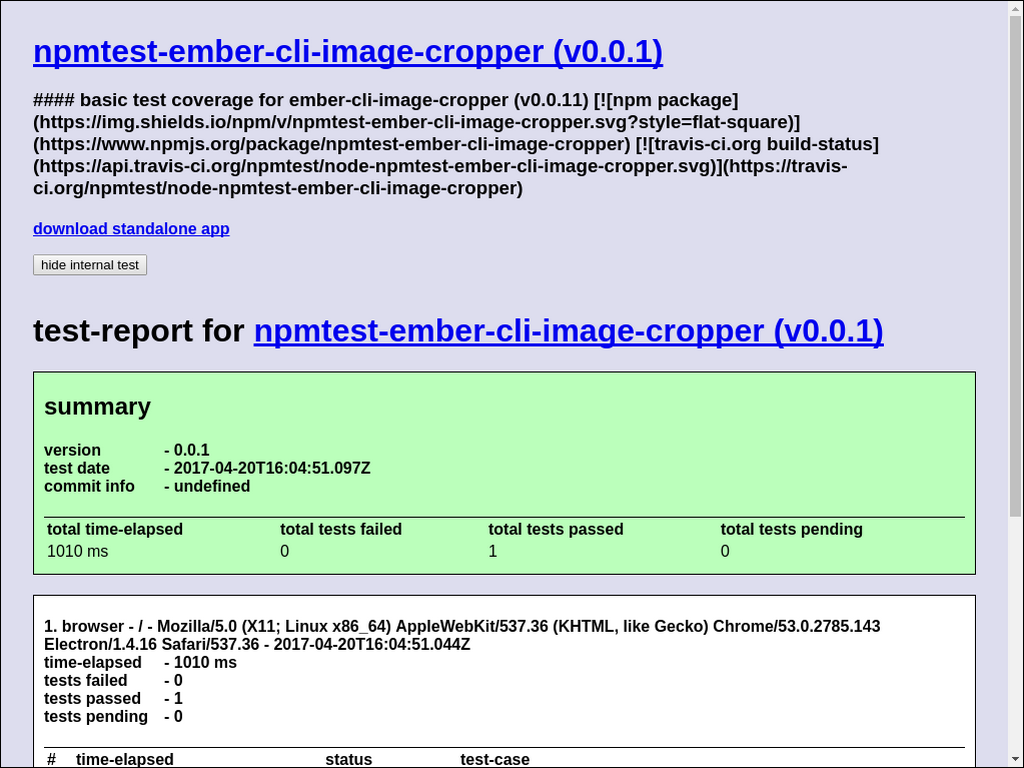 npmtest-ember-cli-image-cropper (v0.0.1)
#### basic test coverage for ember-cli-image-cropper (v0.0.11) [![npm package]
(https://img.shields.io/npm/v/npmtest-ember-cli-image-cropper.svg?style=flat-square)]
(https://www.npmjs.org/package/npmtest-ember-cli-image-cropper) [![travis-ci.org build-status]
(https://api.travis-ci.org/npmtest/node-npmtest-ember-cli-image-cropper.svg)](https://travis-
ci.org/npmtest/node-npmtest-ember-cli-image-cropper)
download standalone app
hide internal test
test-report for npmtest-ember-cli-image-cropper (v0.0.1)
summary
version - 0.0.1
test date - 2017-04-20T16:04:51.097Z
commit info - undefined
total time-elapsed total tests failed total tests passed total tests pending
1010 ms 0 1 0
1. browser - / - Mozilla/5.0 (X11; Linux x86_64) AppleWebKit/537.36 (KHTML, like Gecko) Chrome/53.0.2785.143
Electron/1.4.16 Safari/537.36 - 2017-04-20T16:04:51.044Z
time-elapsed - 1010 ms
tests failed - 0
tests passed - 1
tests pending - 0
# time-elapsed status test-case